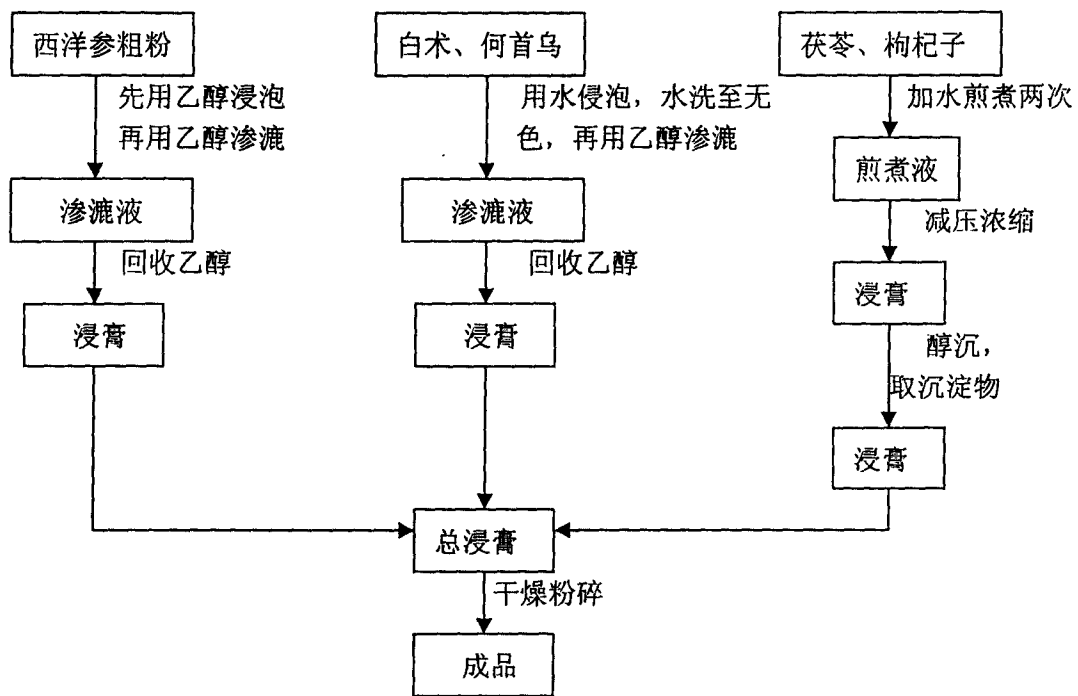 西洋参粗粉
先用乙醇浸泡
再用乙醇渗漉
渗漉液
回收乙醇
浸膏
白术、何首乌
用水侵泡，水洗至无
色，再用乙醇渗漉
渗漉液
回收乙醇
浸膏
茯苓、枸杞子
加水煎煮两次
煎煮液
减压浓缩
浸膏
醇沉，
取沉淀物
浸膏
总浸膏
干燥粉碎
成品